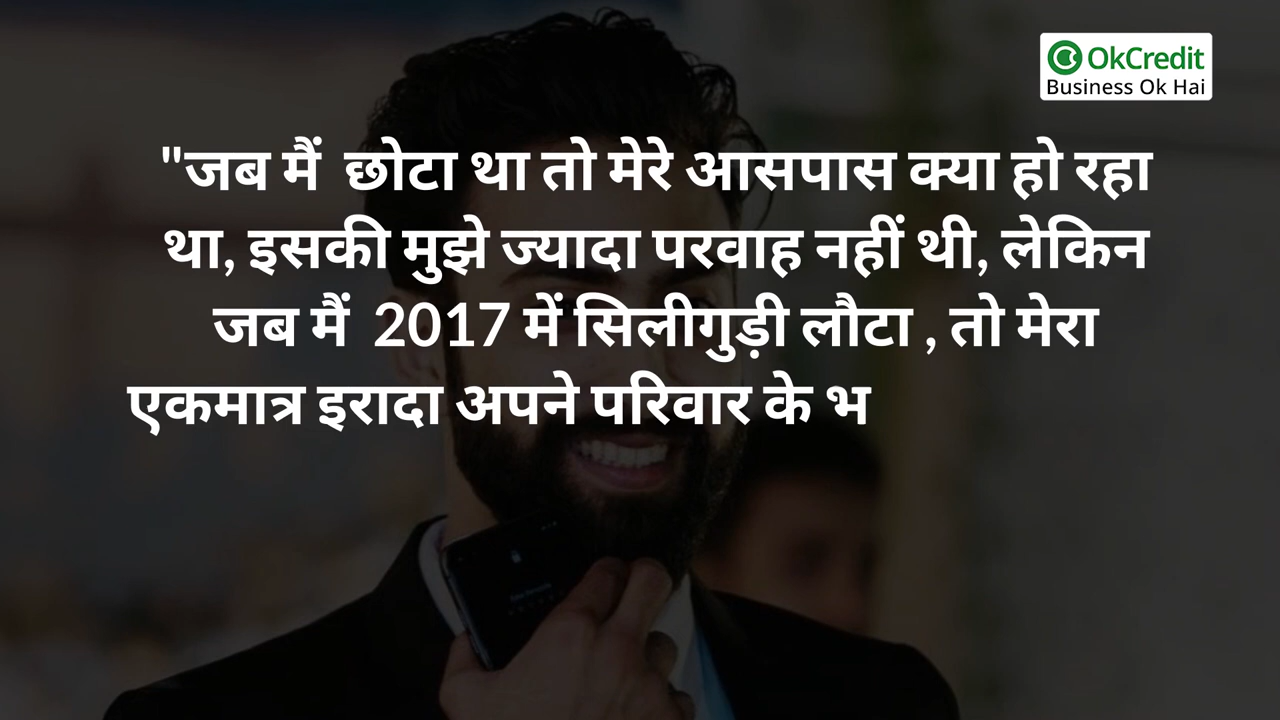 OkCredit
Business Ok Hai
"जब मैं छोटा था तो मेरे आसपास क्या हो रहा
था, इसकी मुझे ज्यादा परवाह नहीं थी, लेकिन
जब मैं 2017 में सिलीगुड़ी लौटा , तो मेरा
एकमात्र इरादा अपने परिवार के भ